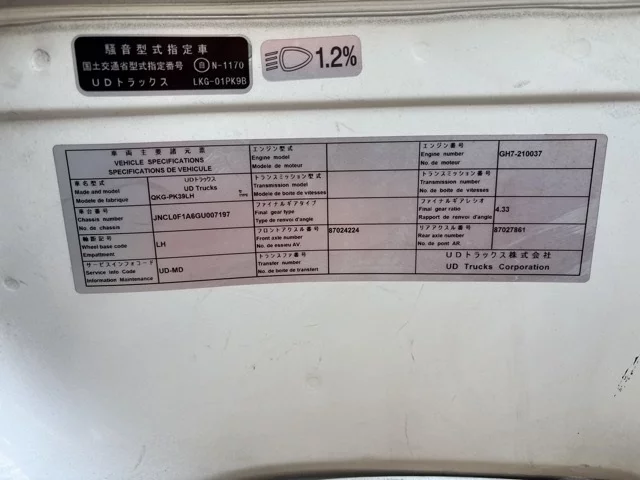 騒音型式指定車
国土交通省型式指定番号 自 N-1170
UDトラックス LKG-01PK9B
1.2%
車両主要諸元表
VEHICLE SPECIFICATIONS
SPECIFICATIONS DE VEHICULE
車名型式
Make and model
Modele de fabrique
UDトラックス
UD Trucks
QKG-PK39LH
車台番号
Chassis number
No. de chassis
JNCL0F1A6GU007197
軸距記号
Wheel base code
Empattment
LH
サービスインフォコード
Service Info Code
Information Maintenance
UD-MD
エンジン型式
Engine model
Modele de moteur
トランスミッション型式
Transmission model
Modele de boite de vitesses
ファイナルギアタイプ
Final gear type
Type de renvoi d'angle
フロントアクスル番号
Front axle number
No. de essieu AV.
87024224
トランスファ番号
Transfer number
No. de boite de transfart
エンジン番号
Engine number
No. de moteur
GH7-210037
トランスミッション番号
Transmission number
No. de boite de vitesses
ファイナルギアレシオ
Final gear ratio
Rapport de renvoi d'angle
4.33
リアアクスル番号
Rear axle number
No. de pont AR.
87027861
UDトラックス株式会社
UD Trucks Corporation